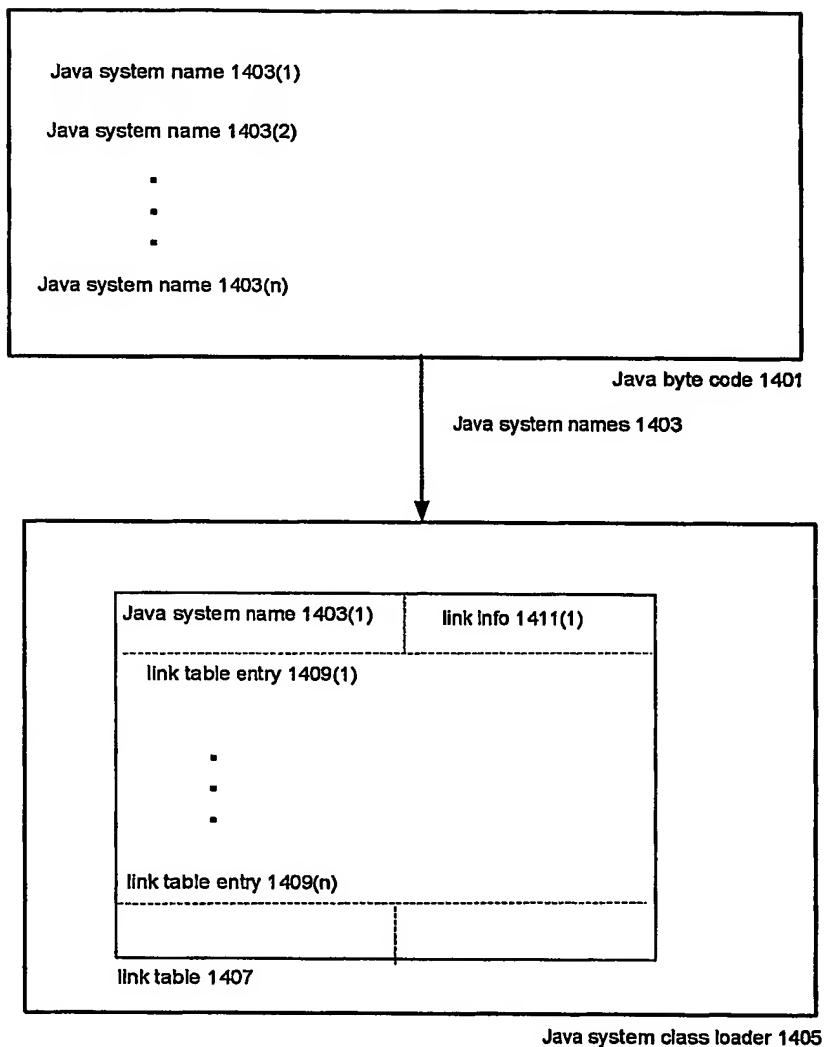 Java system name 1403(1)
Java system name 1403(2)
Java system name 1403(n)
Java byte code 1401
Java system names 1403
Java system name 1403(1)
link info 1411(1)
link table entry 1409(1)
link table entry 1409(n)
link table 1407
Java system class loader 1405